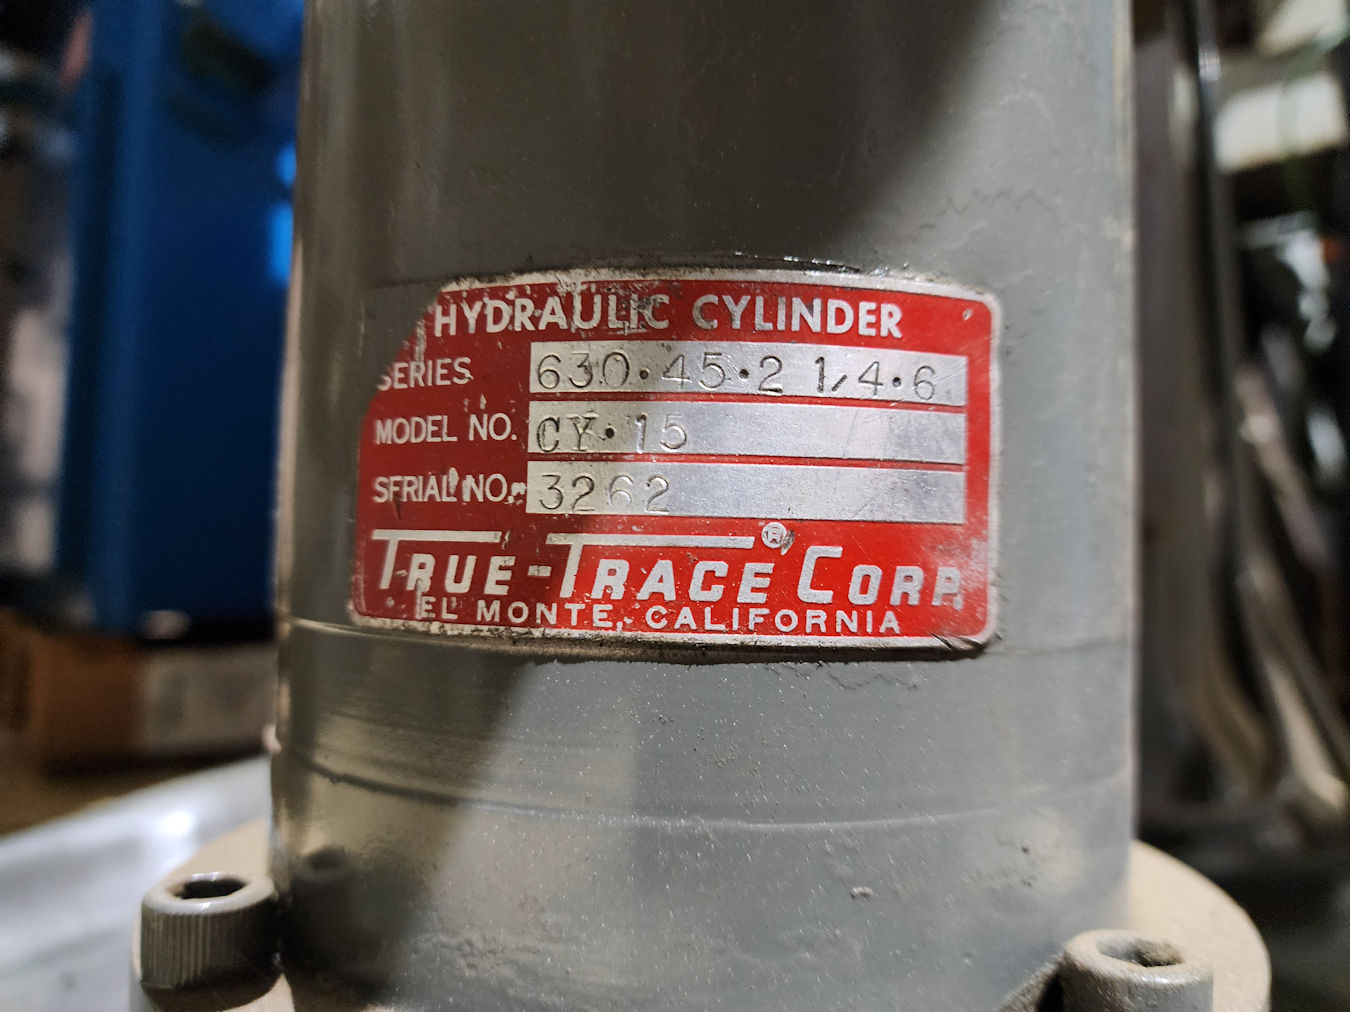 HYDRAULIC CYLINDER
SERIES 630·45·2 1/4·6
MODEL NO. CY·15
SERIAL NO. 3262
TRUE-TRACE® CORP.
EL MONTE, CALIFORNIA